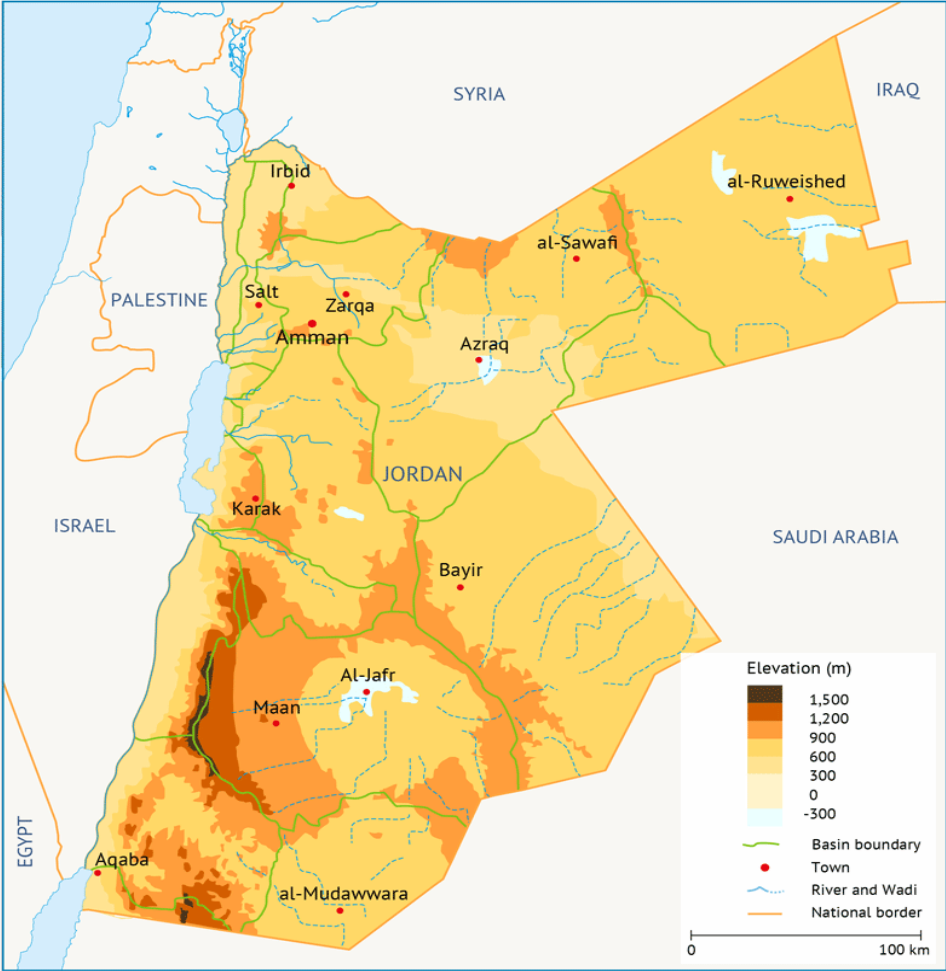 SYRIA
IRAQ
Irbid
al-Ruweished
al-Sawafi
PALESTINE
Salt
Zarqa
Amman
Azraq
JORDAN
Karak
ISRAEL
SAUDI ARABIA
Bayir
Al-Jafr
Maan
EGYPT
Aqaba
al-Mudawwara
Elevation (m)
1,500
1,200
900
600
300
0
-300
Basin boundary
Town
River and Wadi
National border
0 100 km